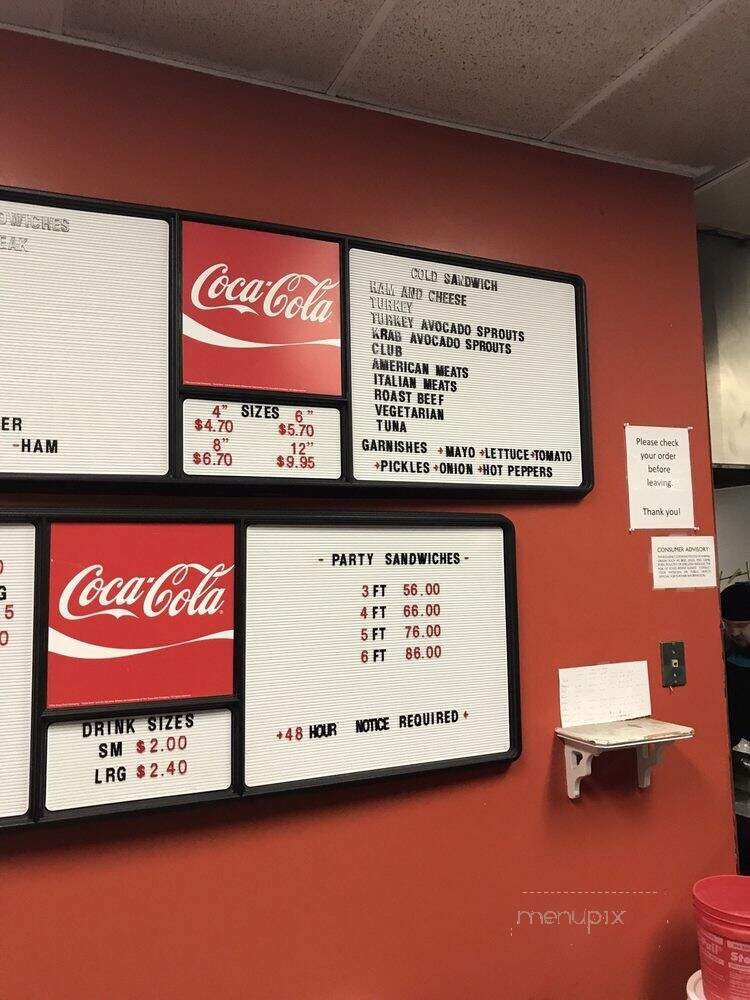 Coca-Cola
4" SIZES 6"
$4.70 $5.70
8" 12"
$6.70 $9.95
COLD SANDWICH
HAM AND CHEESE
TURKEY
TURKEY AVOCADO SPROUTS
KRAB AVOCADO SPROUTS
CLUB
AMERICAN MEATS
ITALIAN MEATS
ROAST BEEF
VEGETARIAN
TUNA
GARNISHES +MAYO +LETTUCE+TOMATO
+PICKLES +ONION +HOT PEPPERS
ER
-HAM
Coca-Cola
DRINK SIZES
SM $2.00
LRG $2.40
- PARTY SANDWICHES -
3 FT 56.00
4 FT 66.00
5 FT 76.00
6 FT 86.00
+48 HOUR NOTICE REQUIRED+
Please check
your order
before
leaving.
Thank you!
CONSUMER ADVISORY
menupix